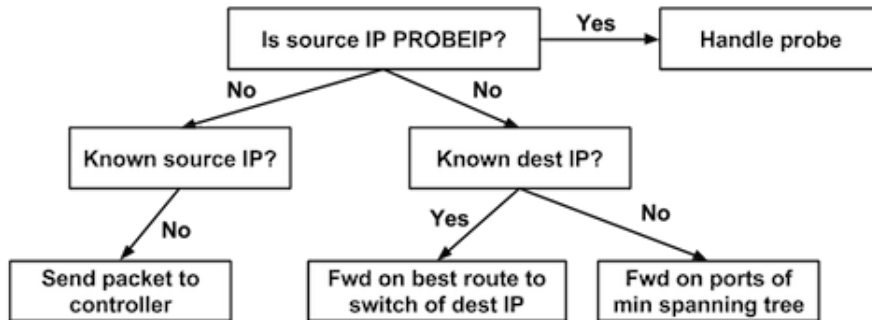 Is source IP PROBEIP?
Yes
Handle probe
No
No
Known source IP?
Known dest IP?
No
Yes
No
Send packet to
controller
Fwd on best route to
switch of dest IP
Fwd on ports of
min spanning tree